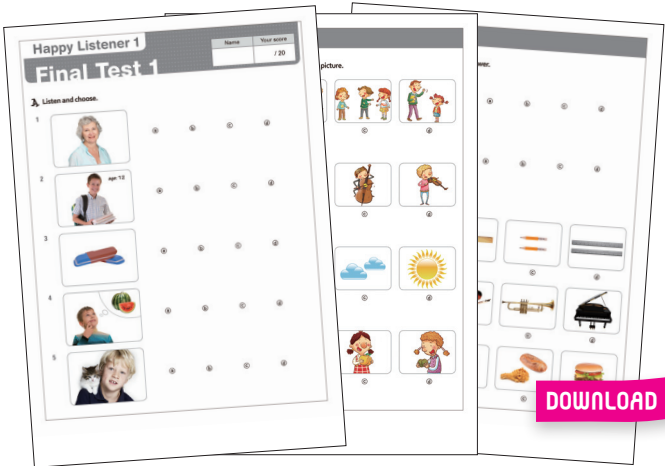 Happy Listener 1
Final Test 1
Name
Your score
/ 20
A Listen and choose.
1
ⓐ ⓑ ⓒ ⓓ
2
age 12
ⓐ ⓑ ⓒ ⓓ
3
ⓐ ⓑ ⓒ ⓓ
4
ⓐ ⓑ ⓒ ⓓ
5
ⓐ ⓑ ⓒ ⓓ
picture.
ⓒ ⓓ
ⓒ ⓓ
ⓒ ⓓ
ⓒ ⓓ
wer.
ⓐ ⓑ ⓒ ⓓ
ⓐ ⓑ ⓒ ⓓ
ⓒ ⓓ
ⓒ ⓓ
ⓒ
DOWNLOAD